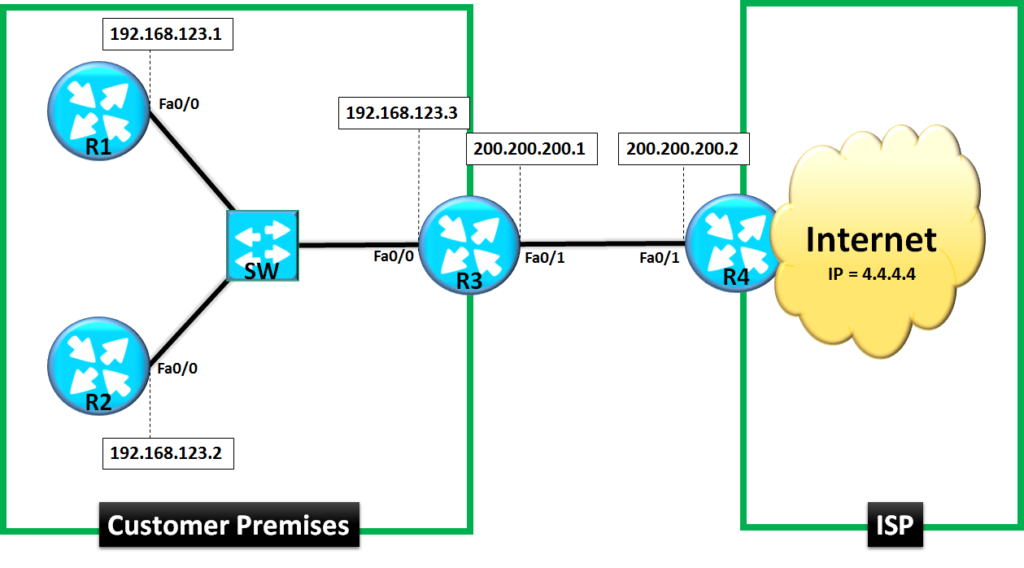 192.168.123.1
Fa0/0
R1
192.168.123.3
200.200.200.1
200.200.200.2
SW
Fa0/0
R3
Fa0/1
Fa0/1
R4
Internet
IP = 4.4.4.4
Fa0/0
R2
192.168.123.2
Customer Premises
ISP